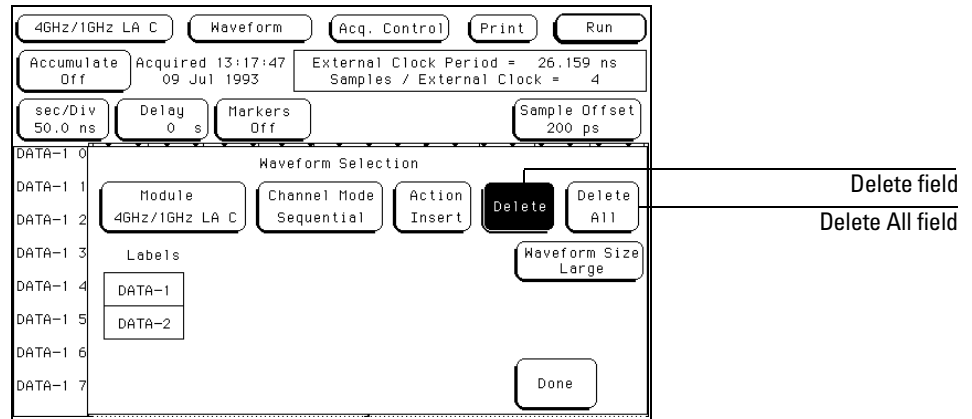 4GHz/1GHz LA C Waveform Acq. Control Print Run
Accumulate Off
Acquired 13:17:47
09 Jul 1993
External Clock Period = 26.159 ns
Samples / External Clock = 4
sec/Div
50.0 ns
Delay
0 s
Markers
Off
Sample Offset
200 ps
DATA-1 0
DATA-1 1
DATA-1 2
DATA-1 3
DATA-1 4
DATA-1 5
DATA-1 6
DATA-1 7
Waveform Selection
Module
4GHz/1GHz LA C
Channel Mode
Sequential
Action
Insert
Delete
Delete
All
Labels
DATA-1
DATA-2
Waveform Size
Large
Done
Delete field
Delete All field